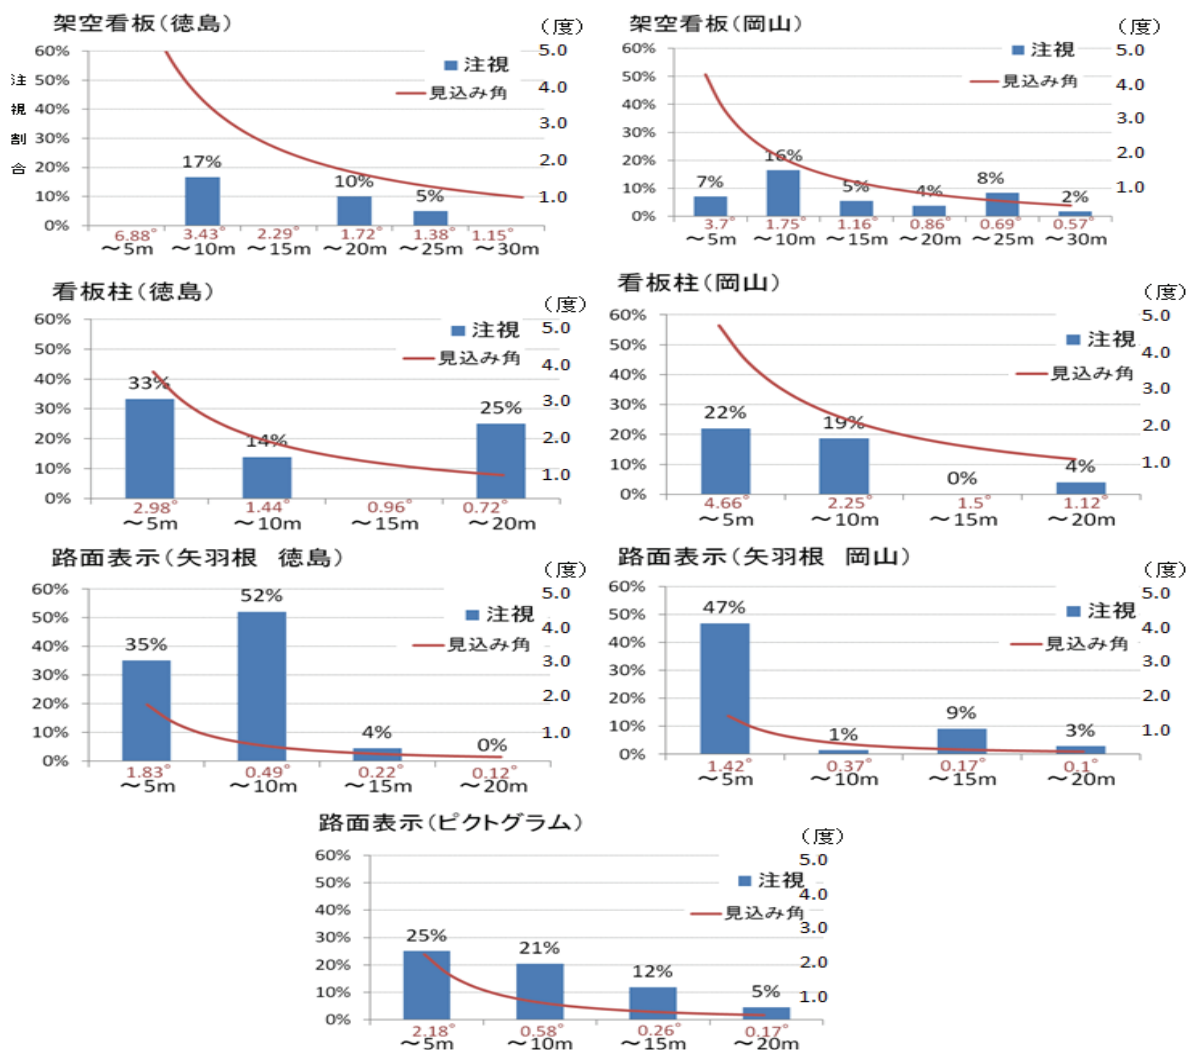 架空看板(徳島)
(度)
注視割合
60%
50%
40%
30%
20%
10%
0%
5.0
4.0
3.0
2.0
1.0
注視
見込み角
17%
10%
5%
6.88° 3.43° 2.29° 1.72° 1.38° 1.15°
～5m ～10m ～15m ～20m ～25m ～30m
架空看板(岡山)
(度)
60%
50%
40%
30%
20%
10%
0%
5.0
4.0
3.0
2.0
1.0
注視
見込み角
7%
16%
5%
4%
8%
2%
3.7° 1.75° 1.16° 0.86° 0.69° 0.57°
～5m ～10m ～15m ～20m ～25m ～30m
看板柱(徳島)
(度)
60%
50%
40%
30%
20%
10%
0%
5.0
4.0
3.0
2.0
1.0
注視
見込み角
33%
14%
25%
2.98° 1.44° 0.96° 0.72°
～5m ～10m ～15m ～20m
看板柱(岡山)
(度)
60%
50%
40%
30%
20%
10%
0%
5.0
4.0
3.0
2.0
1.0
注視
見込み角
22%
19%
0%
4%
4.66° 2.25° 1.5° 1.12°
～5m ～10m ～15m ～20m
路面表示(矢羽根 徳島)
(度)
60%
50%
40%
30%
20%
10%
0%
5.0
4.0
3.0
2.0
1.0
注視
見込み角
35%
52%
4%
0%
1.83° 0.49° 0.22° 0.12°
～5m ～10m ～15m ～20m
路面表示(矢羽根 岡山)
(度)
60%
50%
40%
30%
20%
10%
0%
5.0
4.0
3.0
2.0
1.0
注視
見込み角
47%
1%
9%
3%
1.42° 0.37° 0.17° 0.1°
～5m ～10m ～15m ～20m
路面表示(ピクトグラム)
(度)
60%
50%
40%
30%
20%
10%
0%
5.0
4.0
3.0
2.0
1.0
注視
見込み角
25%
21%
12%
5%
2.18° 0.58° 0.26° 0.17°
～5m ～10m ～15m ～20m